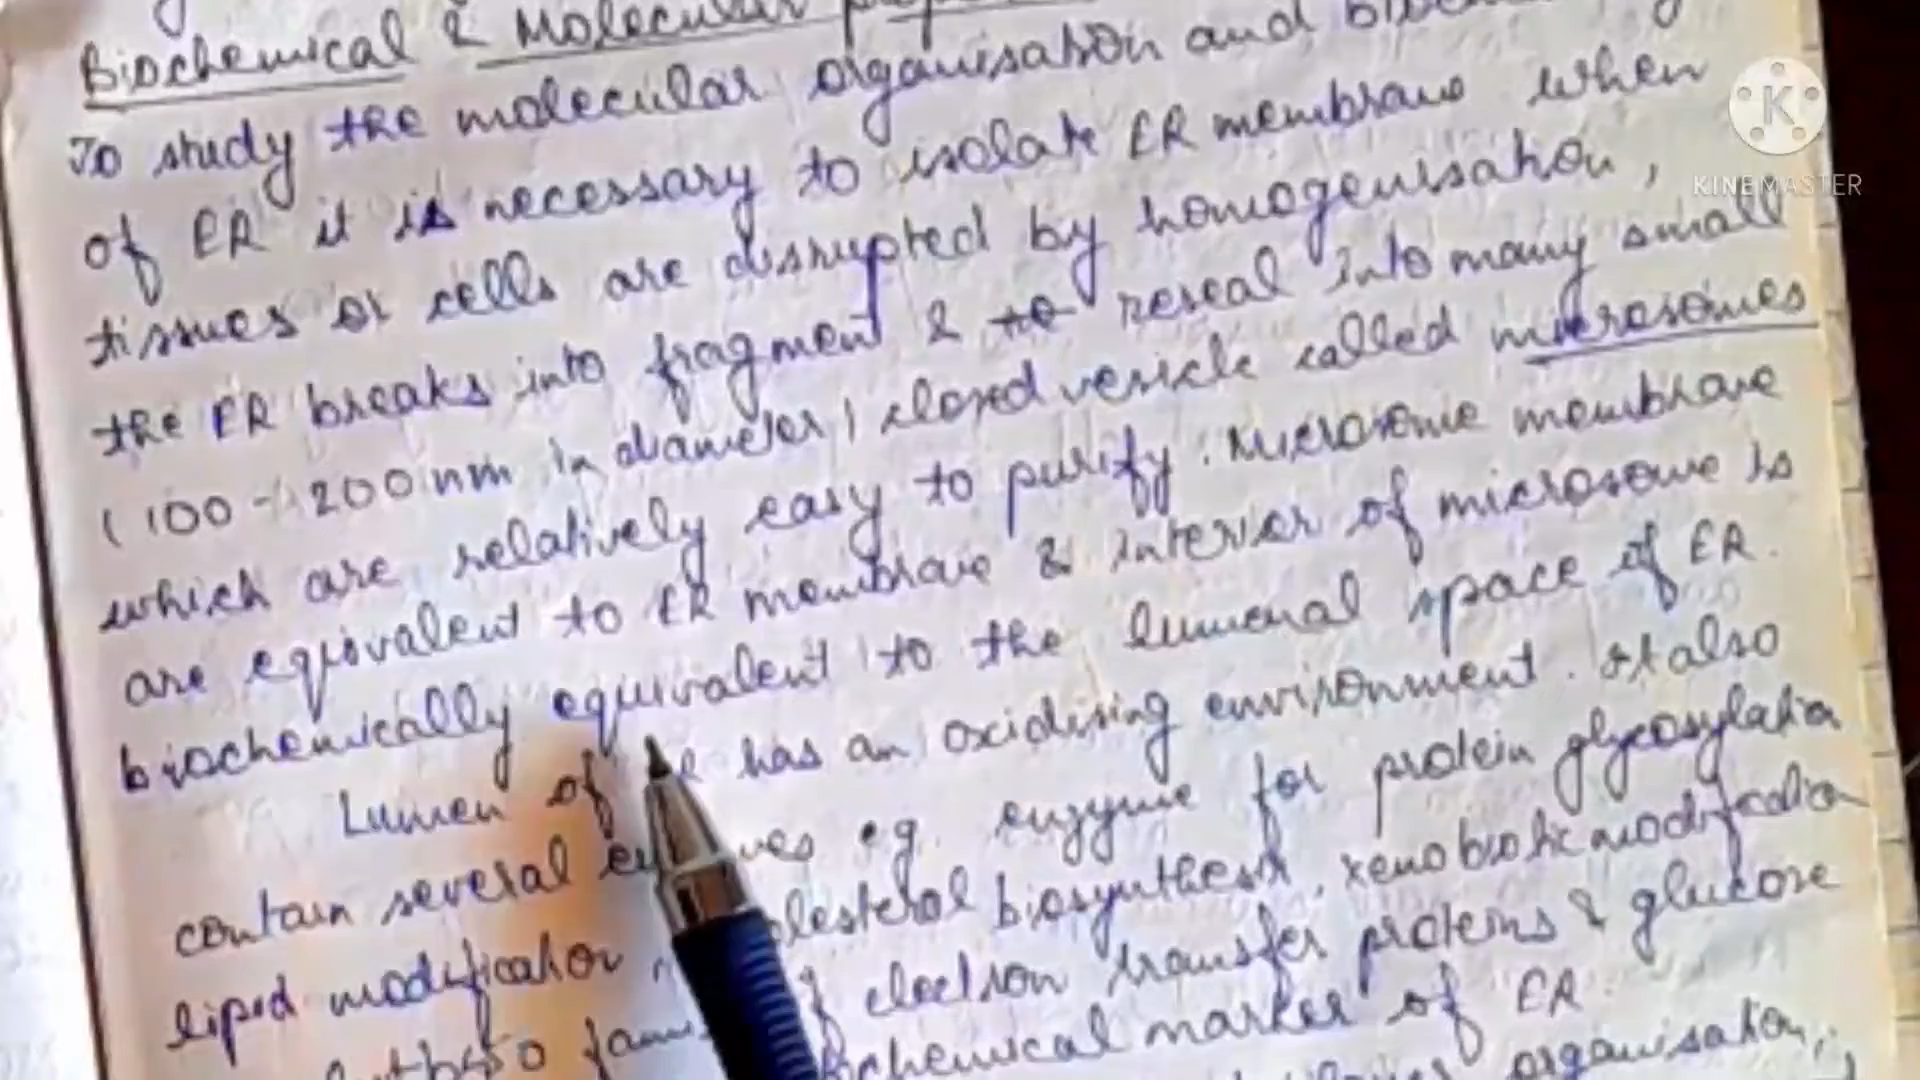 Biochemical & Molecular
To study the molecular organisation and
of ER it is necessary to isolate ER membrane when
tissues or cells are disrupted by homogenisation,
the ER breaks into fragment & to reseal into many small
(100 - 200 nm in diameter) closed vesicle called microsomes
which are relatively easy to purify. Microsome membrane
are equivalent to ER membrane & interior of microsome is
biochemically equivalent to the lumenal space of ER.
Lumen of has an oxidising environment. It also
contain several eg. enzyme for protein glycosylation
lipid modification biosynthesis, xenobiotic modification
electron transfer proteins & glucose
marker of ER.
organisation,
KINEMASTER